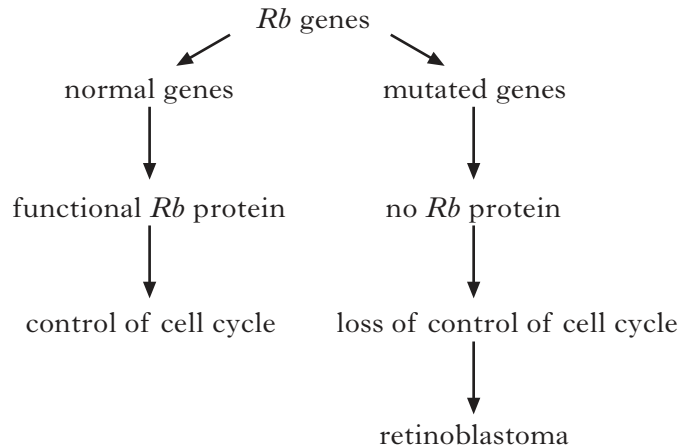 Rb genes
normal genes
mutated genes
functional Rb protein
no Rb protein
control of cell cycle
loss of control of cell cycle
retinoblastoma